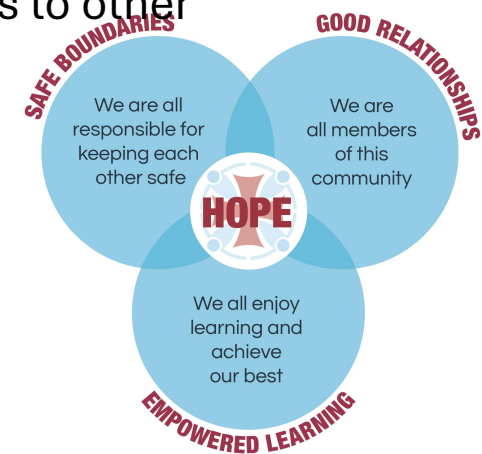 s to other
SAFE BOUNDARIES
GOOD RELATIONSHIPS
We are all
responsible for
keeping each
other safe
We are
all members
of this
community
HOPE
We all enjoy
learning and
achieve
our best
EMPOWERED LEARNING